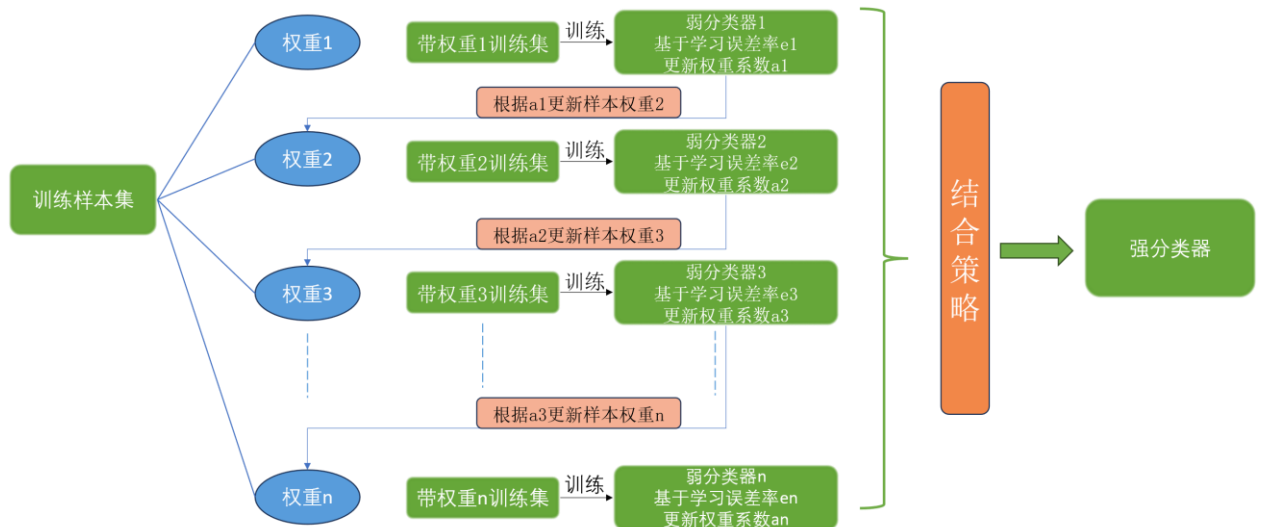 权重1
带权重1训练集
训练
弱分类器1
基于学习误差率e1
更新权重系数a1
根据a1更新样本权重2
权重2
带权重2训练集
训练
弱分类器2
基于学习误差率e2
更新权重系数a2
训练样本集
根据a2更新样本权重3
权重3
带权重3训练集
训练
弱分类器3
基于学习误差率e3
更新权重系数a3
根据a3更新样本权重n
权重n
带权重n训练集
训练
弱分类器n
基于学习误差率en
更新权重系数an
结合策略
强分类器